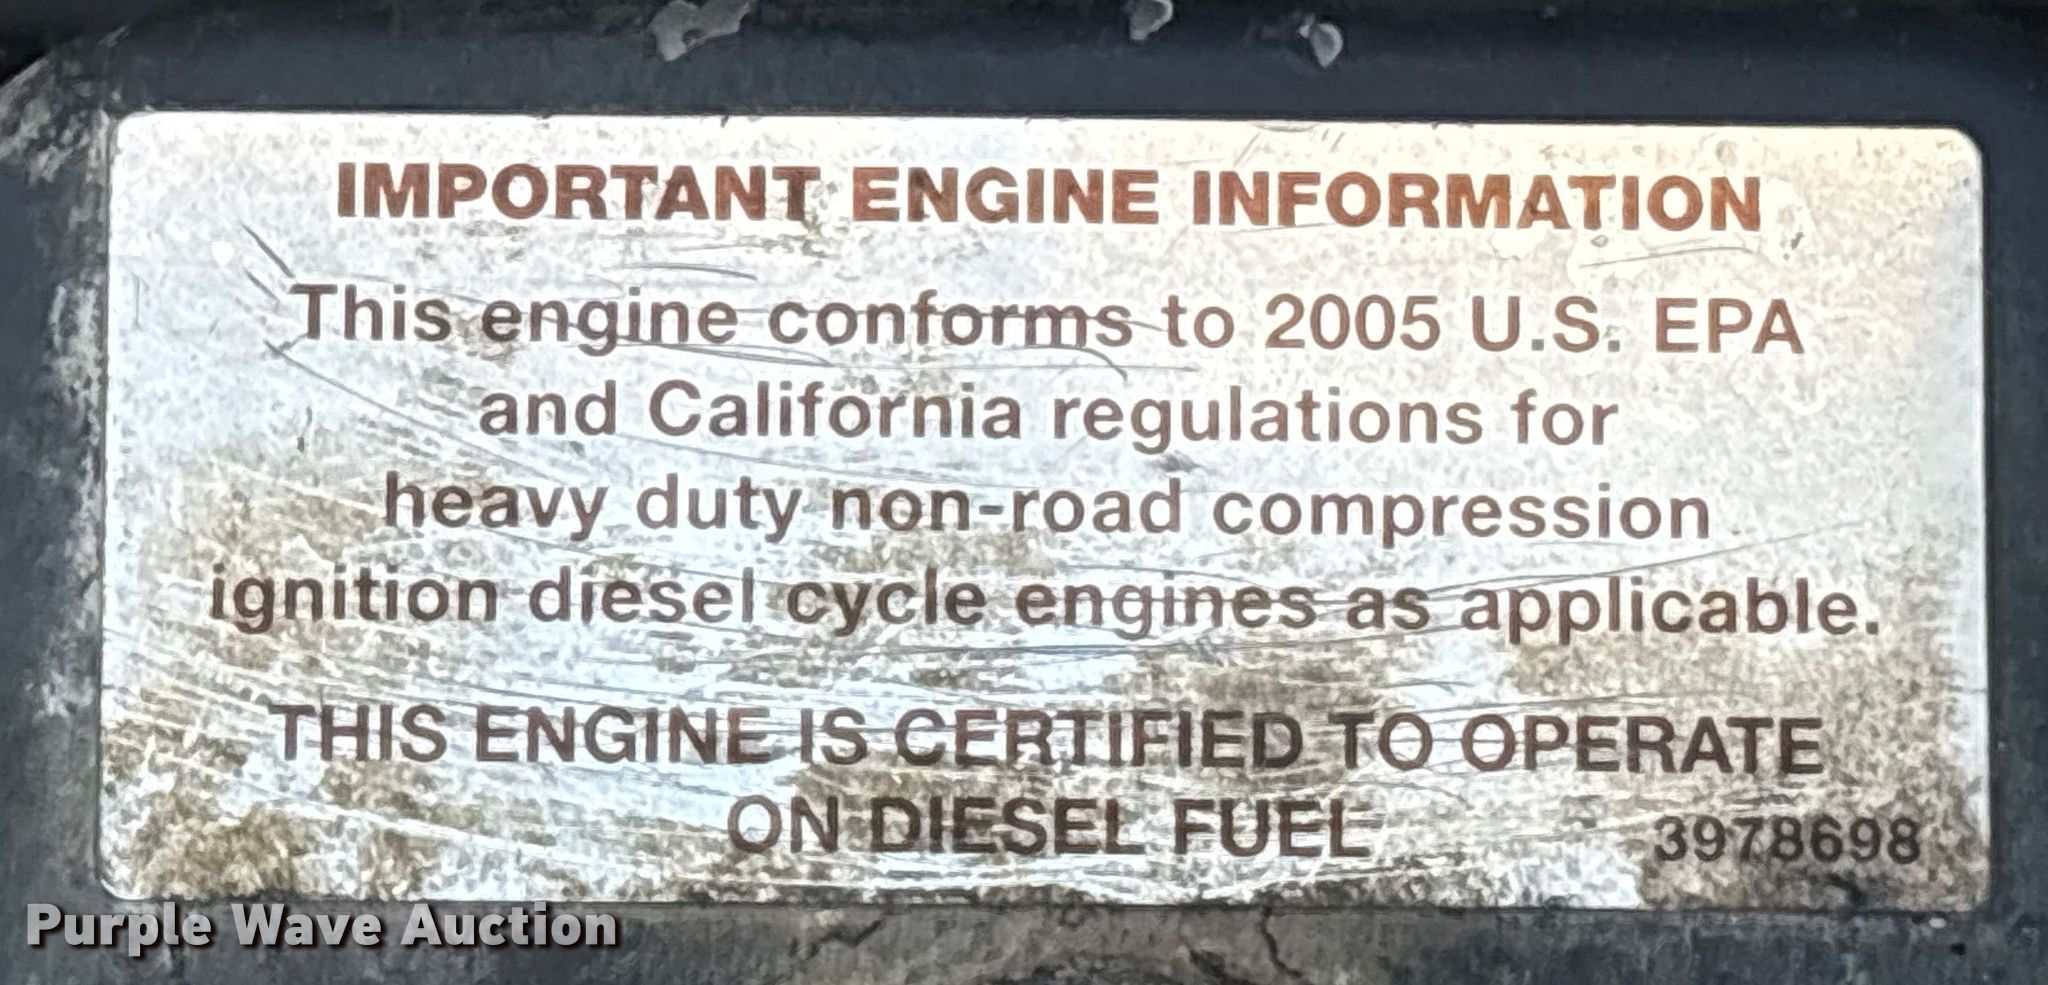 IMPORTANT ENGINE INFORMATION
This engine conforms to 2005 U.S. EPA
and California regulations for
heavy duty non-road compression
ignition diesel cycle engines as applicable.
THIS ENGINE IS CERTIFIED TO OPERATE
ON DIESEL FUEL 3978698
Purple Wave Auction